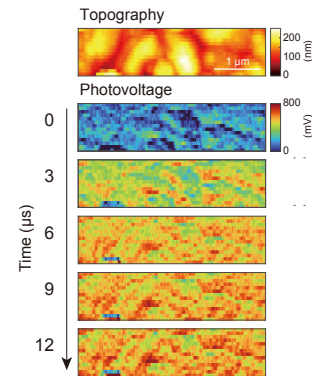 Topography
1 μm
200
100
0
(nm)
Photovoltage
0
800
0
(mV)
3
6
9
12
Time (μs)